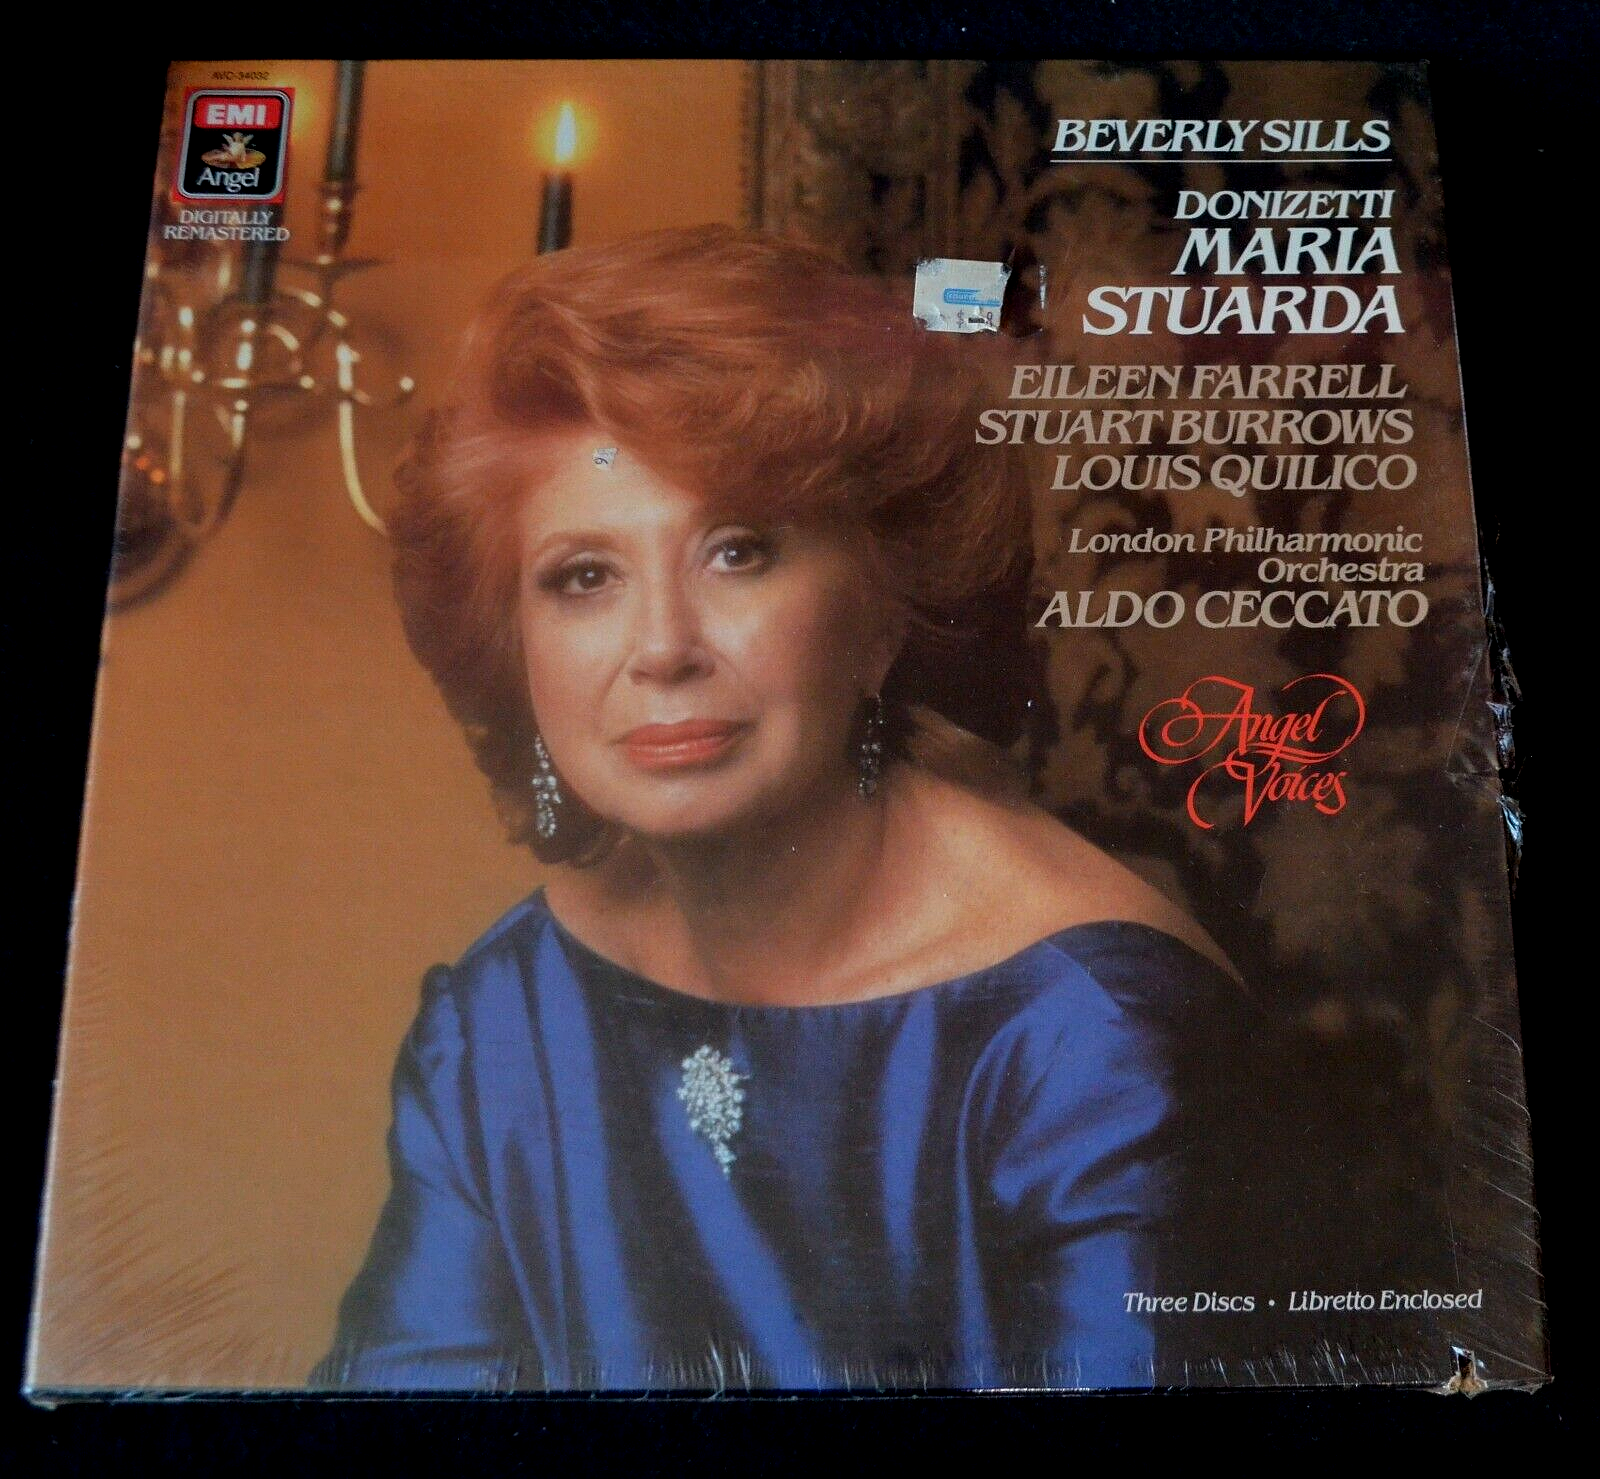 AVC-34032
EMI
Angel
DIGITALLY
REMASTERED
BEVERLY SILLS
DONIZETTI
MARIA
STUARDA
EILEEN FARRELL
STUART BURROWS
LOUIS QUILICO
London Philharmonic
Orchestra
ALDO CECCATO
Angel
Voices
Three Discs • Libretto Enclosed